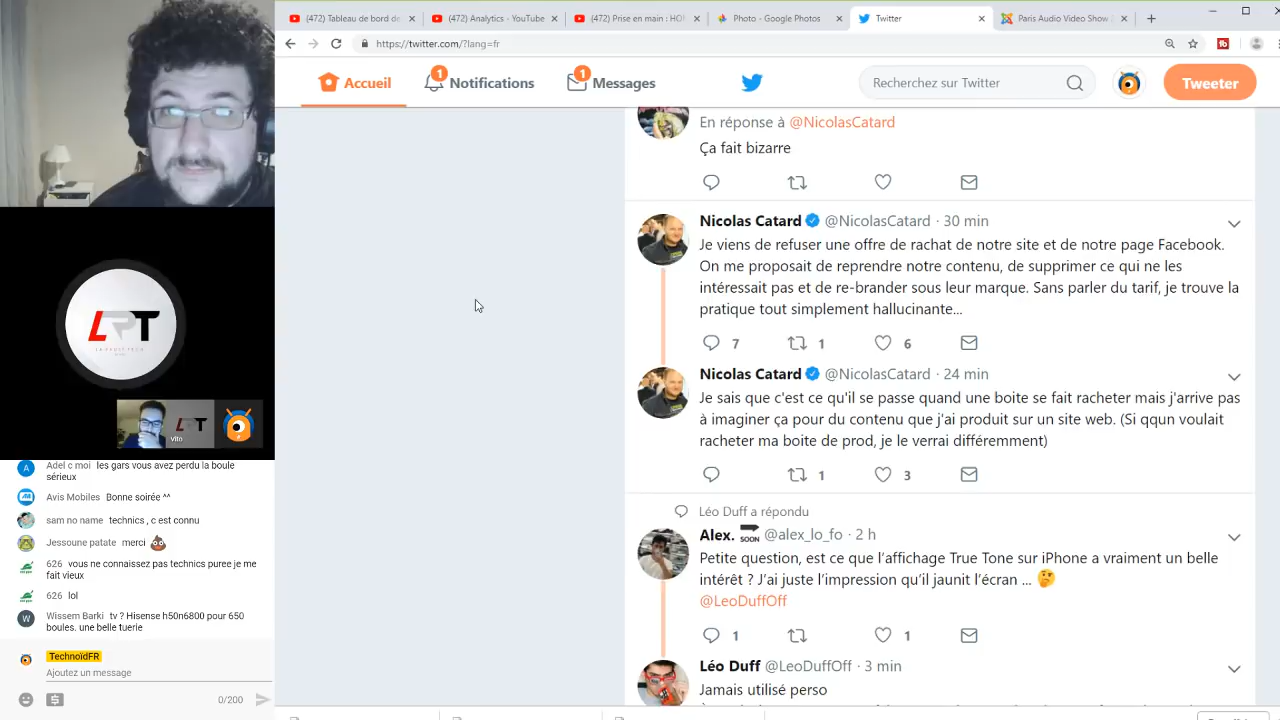 (472) Tableau de bord de
(472) Analytics - YouTube
(472) Prise en main : HO
Photo - Google Photos
Twitter
Paris Audio Video Show
https://twitter.com/?lang=fr
Accueil
1
Notifications
1
Messages
Recherchez sur Twitter
Tweeter
En réponse à @NicolasCatard
Ça fait bizarre
Nicolas Catard @NicolasCatard · 30 min
Je viens de refuser une offre de rachat de notre site et de notre page Facebook.
On me proposait de reprendre notre contenu, de supprimer ce qui ne les
intéressait pas et de re-brander sous leur marque. Sans parler du tarif, je trouve la
pratique tout simplement hallucinante...
7 1 6
Nicolas Catard @NicolasCatard · 24 min
Je sais que c'est ce qu'il se passe quand une boite se fait racheter mais j'arrive pas
à imaginer ça pour du contenu que j'ai produit sur un site web. (Si qqun voulait
racheter ma boite de prod, je le verrai différemment)
1 3
Léo Duff a répondu
Alex. SOON @alex_lo_fo · 2 h
Petite question, est ce que l'affichage True Tone sur iPhone a vraiment un belle
intérêt ? J'ai juste l'impression qu'il jaunit l'écran ... 🤔
@LeoDuffOff
1 1
Léo Duff @LeoDuffOff · 3 min
Jamais utilisé perso
LRT
LRT
vito
Adel c moi les gars vous avez perdu la boule
sérieux
Avis Mobiles Bonne soirée ^^
sam no name technics , c est connu
Jessoune patate merci 💩
626 vous ne connaissez pas technics puree je me
fait vieux
626 lol
Wissem Barki tv ? Hisense h50n6800 pour 650
boules. une belle tuerie
TechnoïdFR
Ajoutez un message
0/200